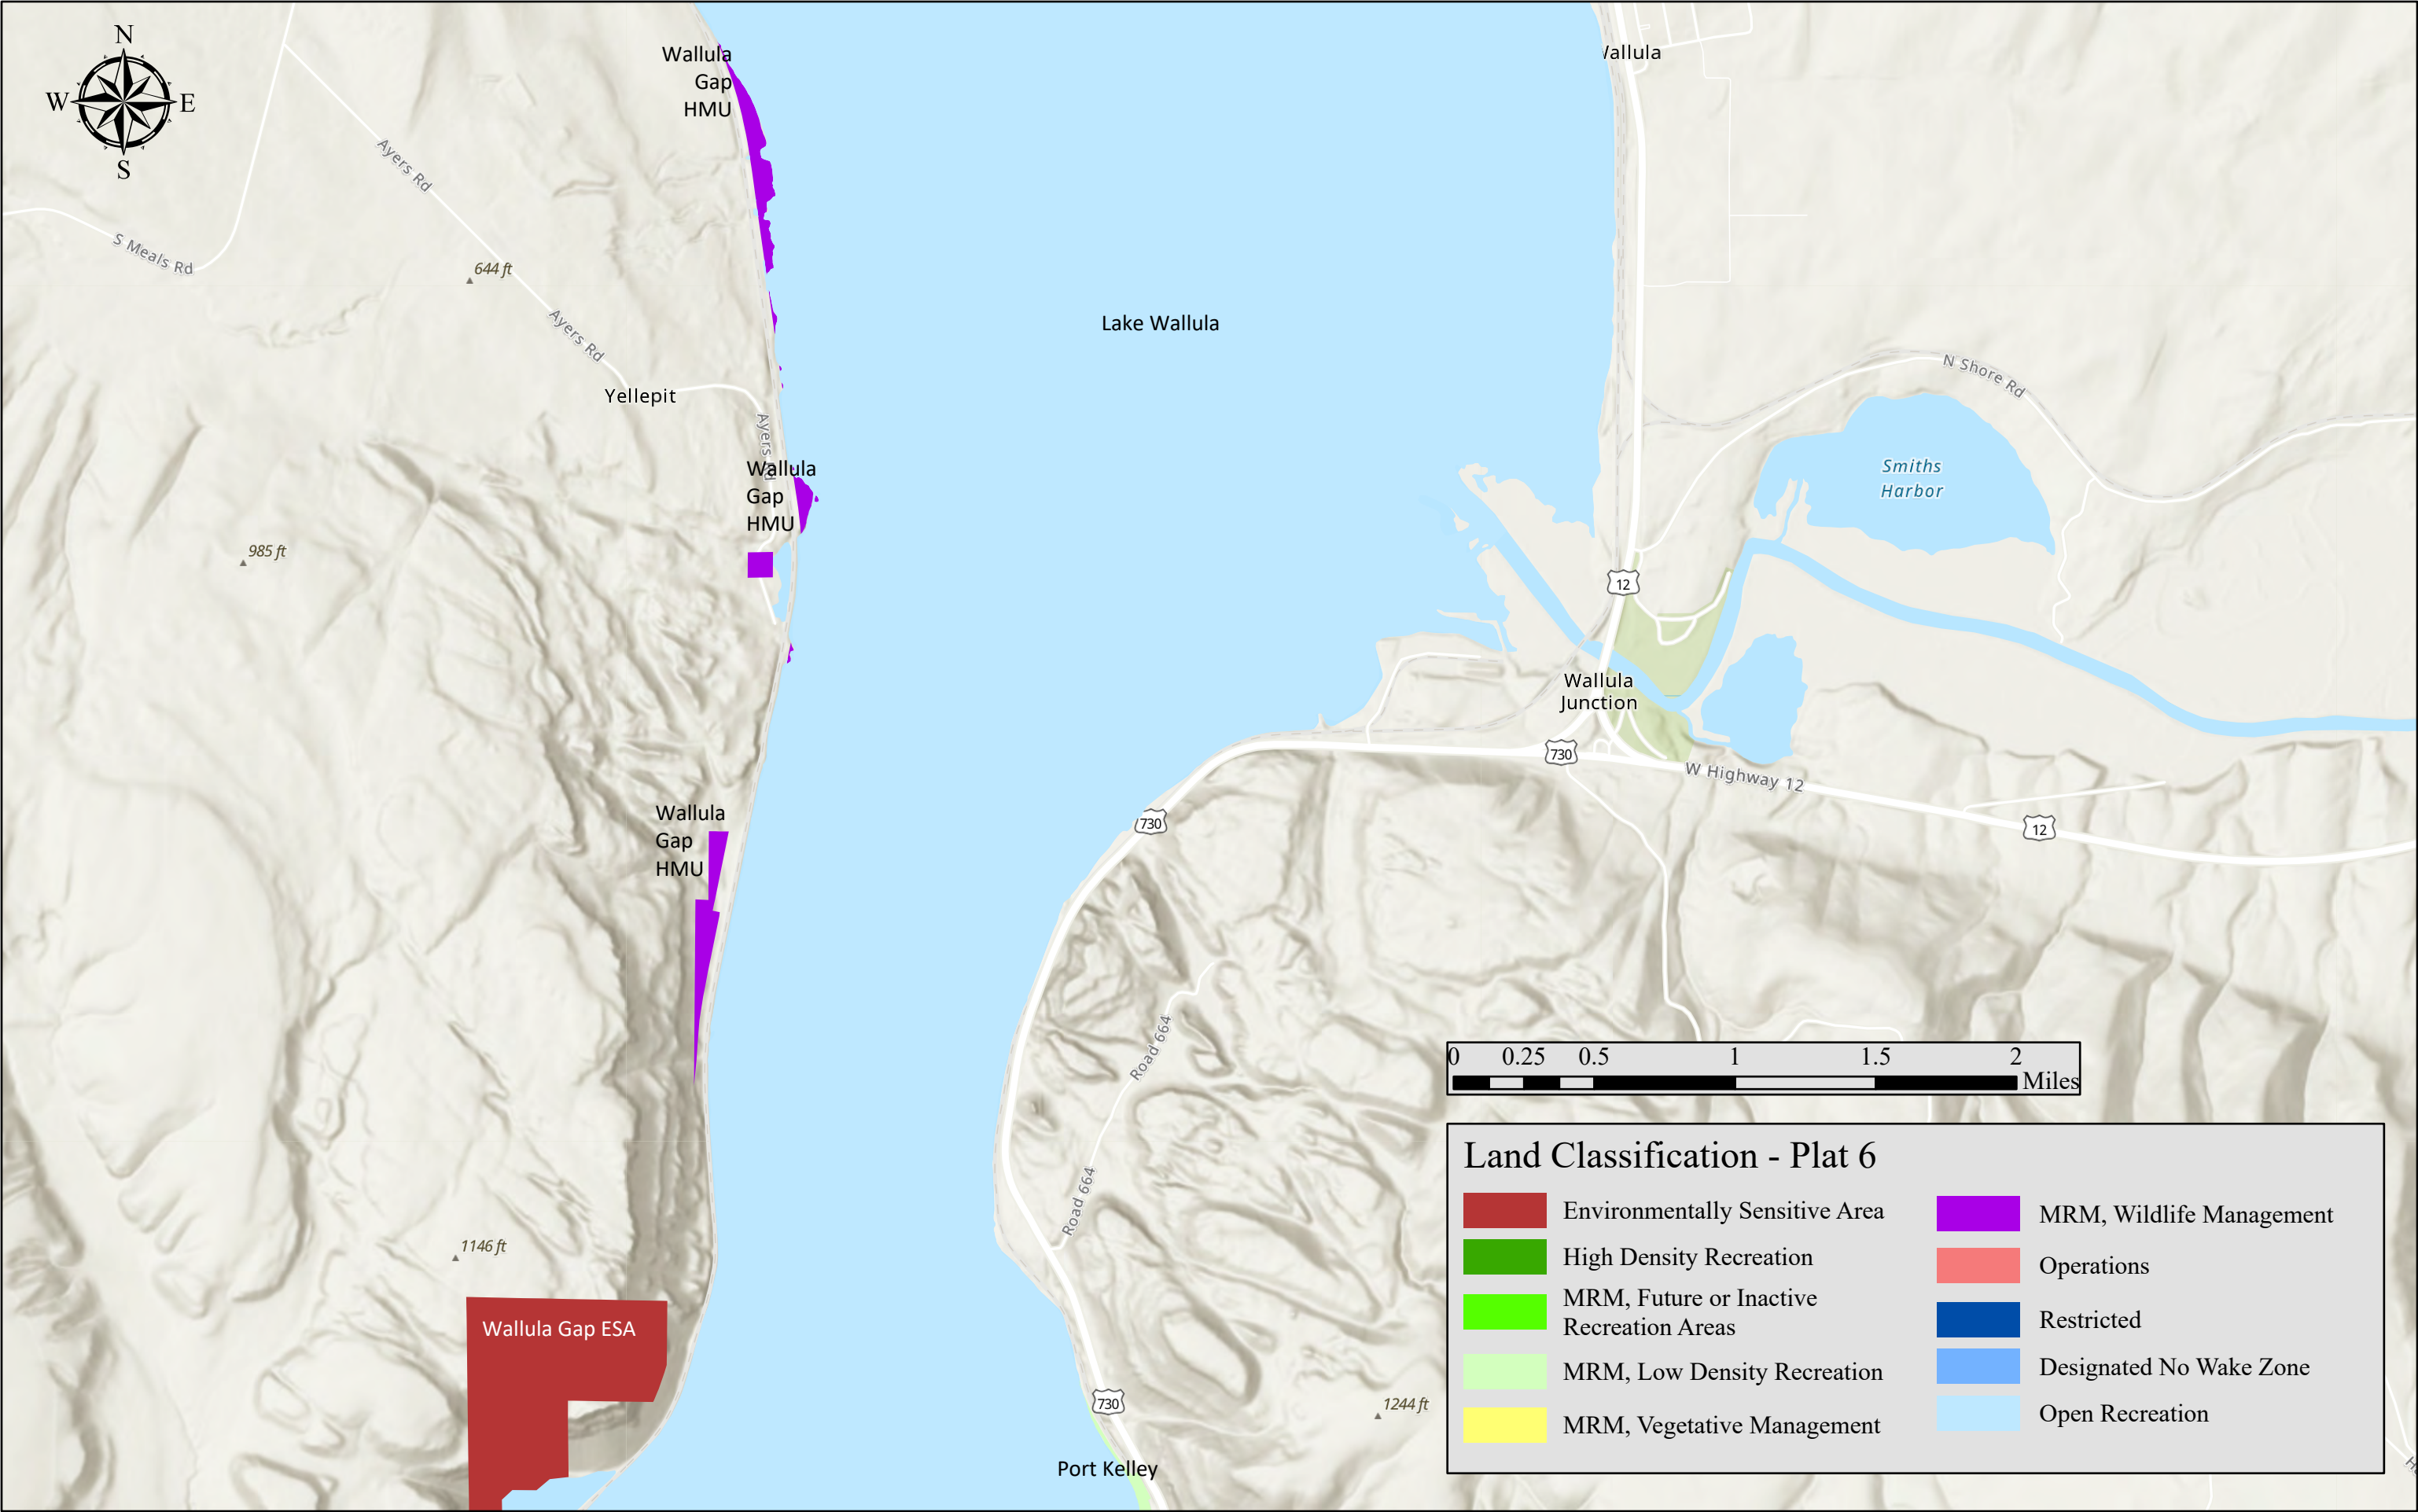 N
W
E
S
Wallula
Gap
HMU
Wallula
Ayers Rd
S Meals Rd
644 ft
Ayers Rd
Lake Wallula
Yellepit
N Shore Rd
Ayers Rd
Wallula
Gap
HMU
Smiths
Harbor
985 ft
12
Wallula
Junction
730
W Highway 12
730
12
Wallula
Gap
HMU
Road 664
0 0.25 0.5 1 1.5 2
Miles
Road 664
1146 ft
Wallula Gap ESA
730
1244 ft
Port Kelley
Land Classification - Plat 6
Environmentally Sensitive Area
High Density Recreation
MRM, Future or Inactive
Recreation Areas
MRM, Low Density Recreation
MRM, Vegetative Management
MRM, Wildlife Management
Operations
Restricted
Designated No Wake Zone
Open Recreation